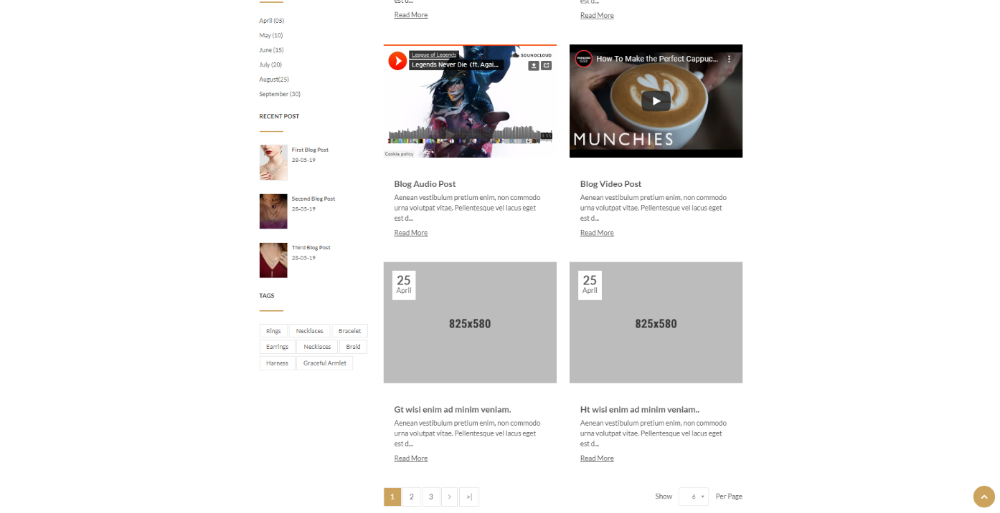 April (05)
May (10)
June (15)
July (20)
August(25)
September (30)
RECENT POST
First Blog Post
28-05-19
Second Blog Post
28-05-19
Third Blog Post
28-05-19
TAGS
Rings
Necklaces
Bracelet
Earrings
Necklaces
Braid
Harness
Graceful Armlet
est d...
Read More
est d...
Read More
League of Legends
SOUNDCLOUD
Legends Never Die (ft. Agai...
3:55
Cookie policy
Blog Audio Post
Aenean vestibulum pretium enim, non commodo
urna volutpat vitae. Pellentesque vel lacus eget
est d...
Read More
MUNCHIES
How To Make the Perfect Cappuc...
MUNCHIES
Blog Video Post
Aenean vestibulum pretium enim, non commodo
urna volutpat vitae. Pellentesque vel lacus eget
est d...
Read More
25
April
825x580
Gt wisi enim ad minim veniam.
Aenean vestibulum pretium enim, non commodo
urna volutpat vitae. Pellentesque vel lacus eget
est d...
Read More
25
April
825x580
Ht wisi enim ad minim veniam..
Aenean vestibulum pretium enim, non commodo
urna volutpat vitae. Pellentesque vel lacus eget
est d...
Read More
1 2 3 > >|
Show 6 Per Page